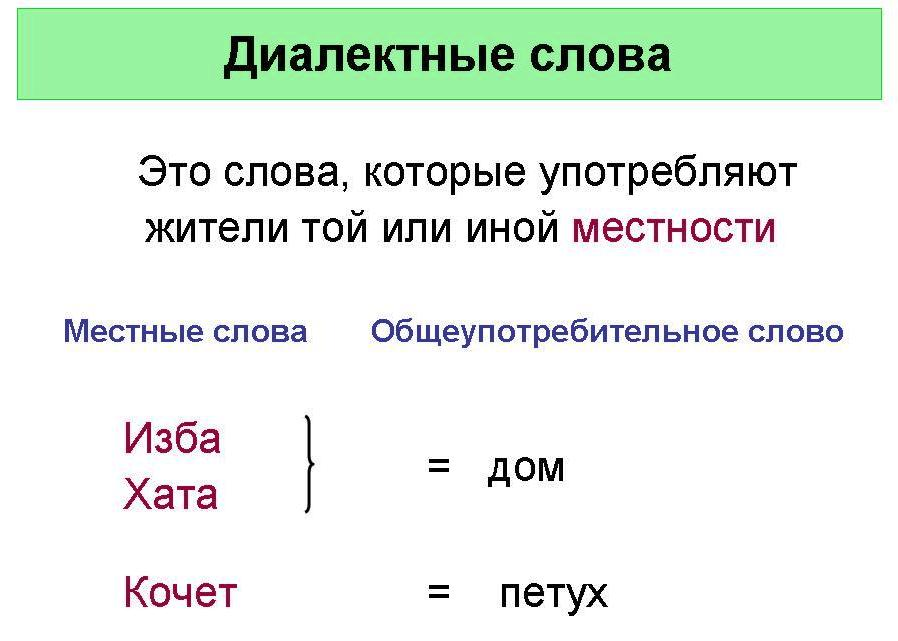 Диалектные слова
Это слова, которые употребляют
жители той или иной местности
Местные слова Общеупотребительное слово
Изба
Хата
} = дом
Кочет = петух